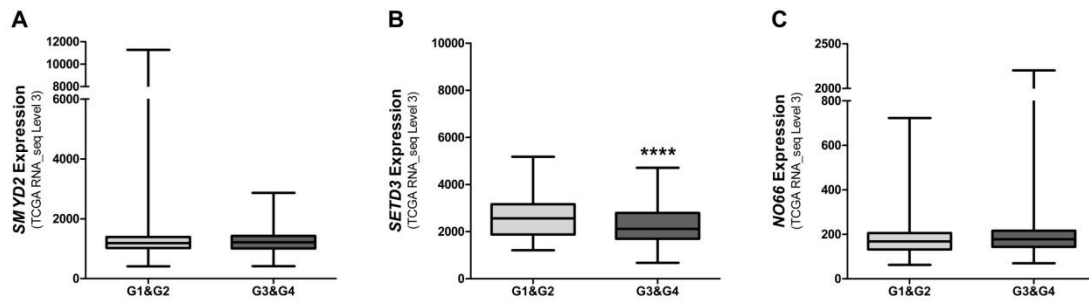 A
SMYD2 Expression
(TCGA RNA_seq Level 3)
12000
10000
8000
6000
4000
2000
0
G1&G2
G3&G4
B
SETD3 Expression
(TCGA RNA_seq Level 3)
10000
8000
6000
4000
2000
0
****
G1&G2
G3&G4
C
NO66 Expression
(TCGA RNA_seq Level 3)
2500
2000
800
600
400
200
0
G1&G2
G3&G4